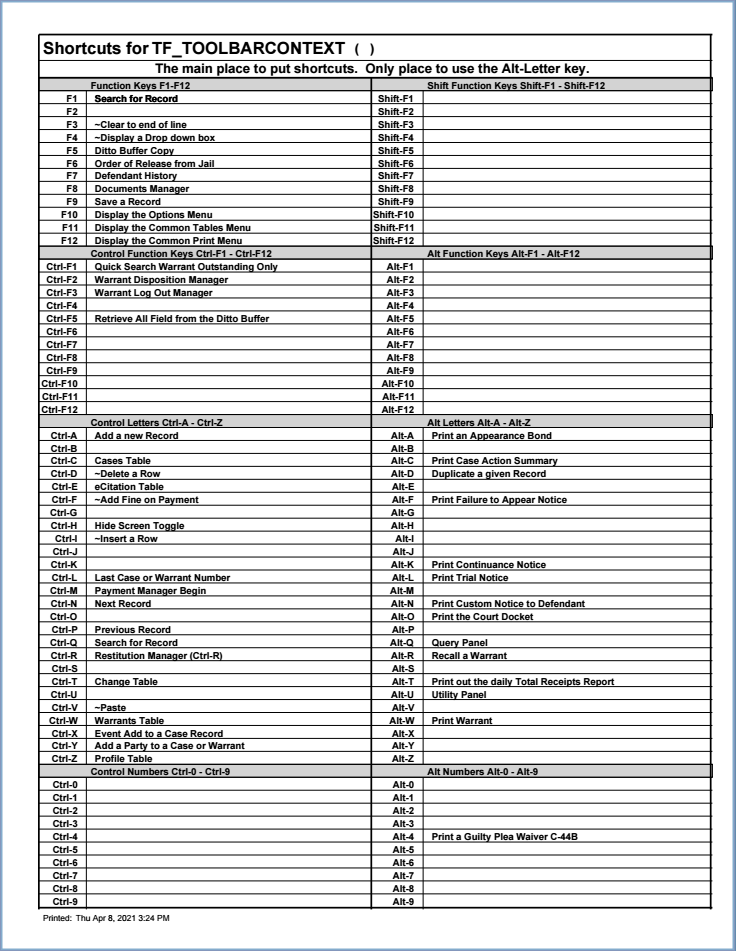 Shortcuts for TF_TOOLBARCONTEXT ( )
The main place to put shortcuts. Only place to use the Alt-Letter key.
Function Keys F1-F12 Shift Function Keys Shift-F1 - Shift-F12
F1 Search for Record Shift-F1
F2 Shift-F2
F3 ~Clear to end of line Shift-F3
F4 ~Display a Drop down box Shift-F4
F5 Ditto Buffer Copy Shift-F5
F6 Order of Release from Jail Shift-F6
F7 Defendant History Shift-F7
F8 Documents Manager Shift-F8
F9 Save a Record Shift-F9
F10 Display the Options Menu Shift-F10
F11 Display the Common Tables Menu Shift-F11
F12 Display the Common Print Menu Shift-F12
Control Function Keys Ctrl-F1 - Ctrl-F12 Alt Function Keys Alt-F1 - Alt-F12
Ctrl-F1 Quick Search Warrant Outstanding Only Alt-F1
Ctrl-F2 Warrant Disposition Manager Alt-F2
Ctrl-F3 Warrant Log Out Manager Alt-F3
Ctrl-F4 Alt-F4
Ctrl-F5 Retrieve All Field from the Ditto Buffer Alt-F5
Ctrl-F6 Alt-F6
Ctrl-F7 Alt-F7
Ctrl-F8 Alt-F8
Ctrl-F9 Alt-F9
Ctrl-F10 Alt-F10
Ctrl-F11 Alt-F11
Ctrl-F12 Alt-F12
Control Letters Ctrl-A - Ctrl-Z Alt Letters Alt-A - Alt-Z
Ctrl-A Add a new Record Alt-A Print an Appearance Bond
Ctrl-B Alt-B
Ctrl-C Cases Table Alt-C Print Case Action Summary
Ctrl-D ~Delete a Row Alt-D Duplicate a given Record
Ctrl-E eCitation Table Alt-E
Ctrl-F ~Add Fine on Payment Alt-F Print Failure to Appear Notice
Ctrl-G Alt-G
Ctrl-H Hide Screen Toggle Alt-H
Ctrl-I ~Insert a Row Alt-I
Ctrl-J Alt-J
Ctrl-K Alt-K Print Continuance Notice
Ctrl-L Last Case or Warrant Number Alt-L Print Trial Notice
Ctrl-M Payment Manager Begin Alt-M
Ctrl-N Next Record Alt-N Print Custom Notice to Defendant
Ctrl-O Alt-O Print the Court Docket
Ctrl-P Previous Record Alt-P
Ctrl-Q Search for Record Alt-Q Query Panel
Ctrl-R Restitution Manager (Ctrl-R) Alt-R Recall a Warrant
Ctrl-S Alt-S
Ctrl-T Change Table Alt-T Print out the daily Total Receipts Report
Ctrl-U Alt-U Utility Panel
Ctrl-V ~Paste Alt-V
Ctrl-W Warrants Table Alt-W Print Warrant
Ctrl-X Event Add to a Case Record Alt-X
Ctrl-Y Add a Party to a Case or Warrant Alt-Y
Ctrl-Z Profile Table Alt-Z
Control Numbers Ctrl-0 - Ctrl-9 Alt Numbers Alt-0 - Alt-9
Ctrl-0 Alt-0
Ctrl-1 Alt-1
Ctrl-2 Alt-2
Ctrl-3 Alt-3
Ctrl-4 Alt-4 Print a Guilty Plea Waiver C-44B
Ctrl-5 Alt-5
Ctrl-6 Alt-6
Ctrl-7 Alt-7
Ctrl-8 Alt-8
Ctrl-9 Alt-9
Printed: Thu Apr 8, 2021 3:24 PM